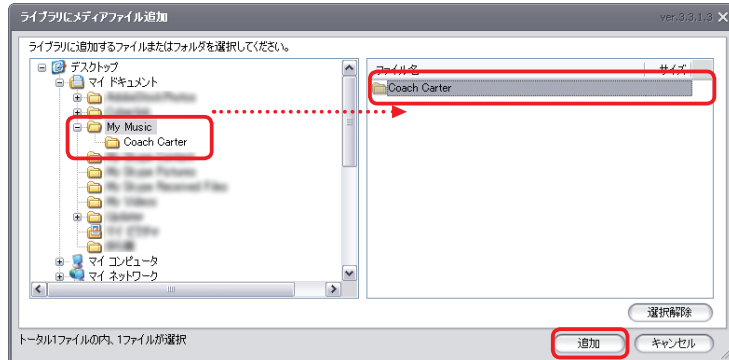 ライブラリにメディアファイル追加
ver.3.3.1.3
ライブラリに追加するファイルまたはフォルダを選択してください。
デスクトップ
マイ ドキュメント
My Music
Coach Carter
マイ コンピュータ
マイ ネットワーク
ファイル名
サイズ
Coach Carter
選択解除
トータル1ファイルの内、1ファイルが選択
追加
キャンセル